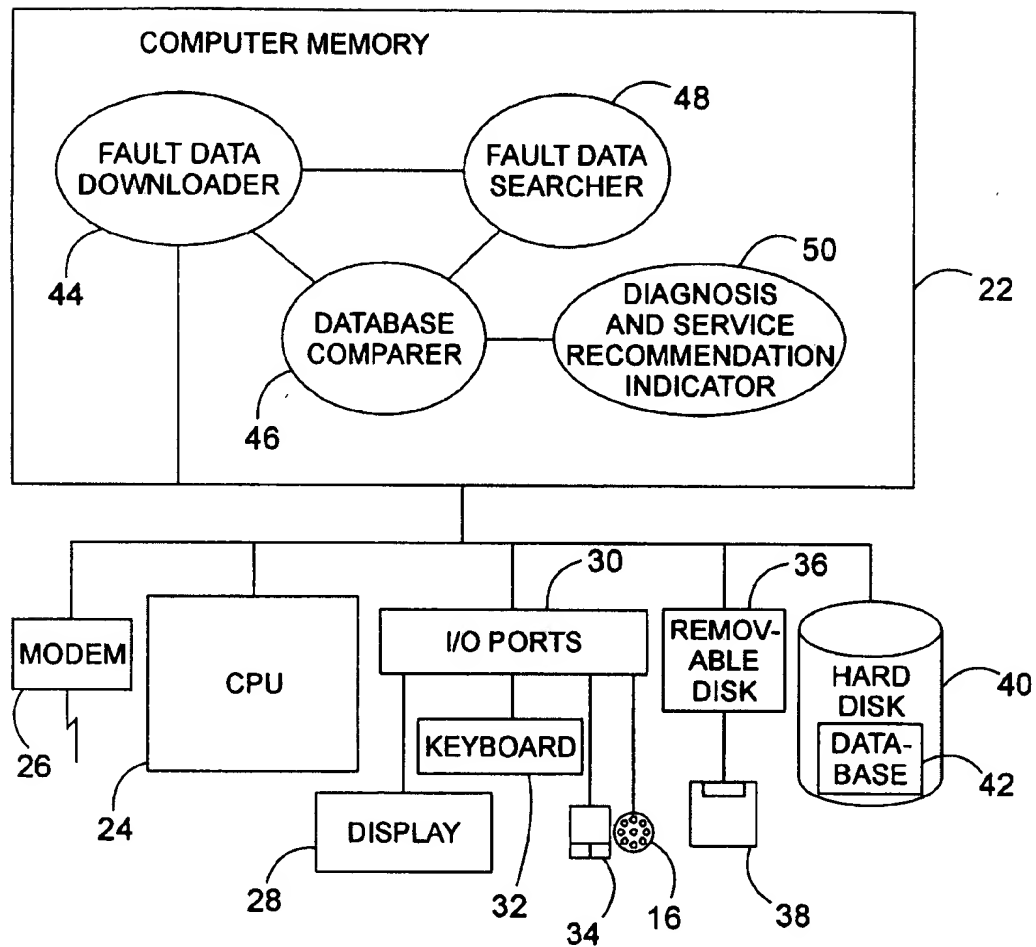 COMPUTER MEMORY
48
FAULT DATA
DOWNLOADER
FAULT DATA
SEARCHER
44
50
22
DATABASE
COMPARER
DIAGNOSIS
AND SERVICE
RECOMMENDATION
INDICATOR
46
30
36
MODEM
CPU
I/O PORTS
REMOV-
ABLE
DISK
HARD
DISK
40
26
KEYBOARD
DATA-
BASE
42
24
DISPLAY
28
32
34
16
38